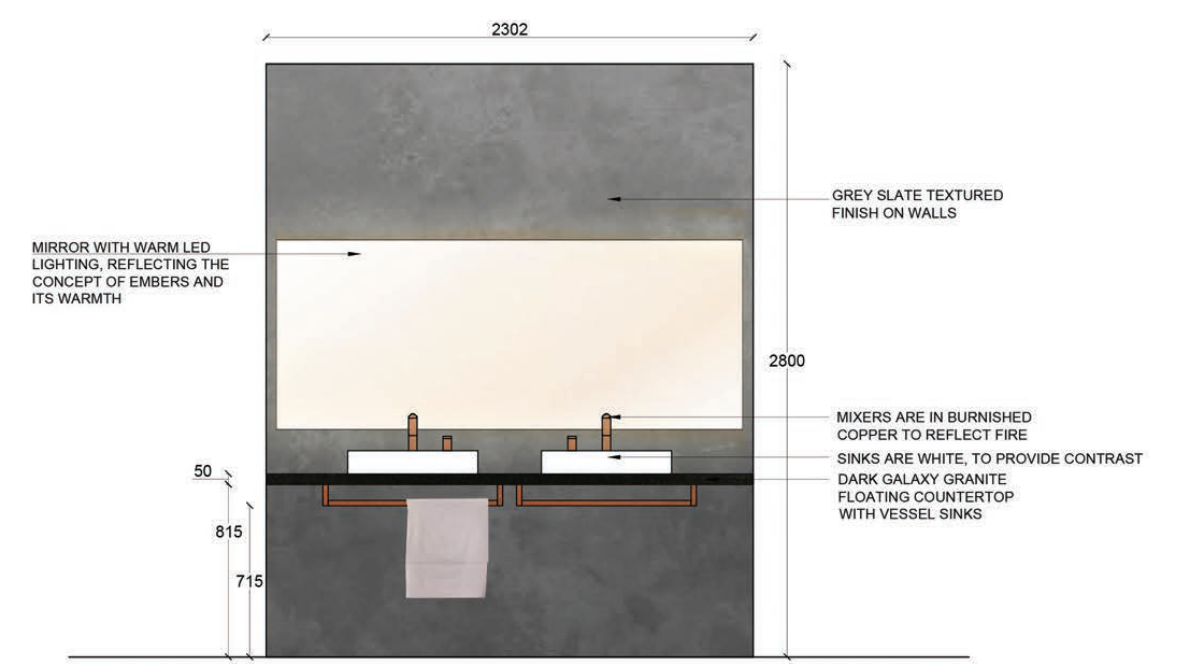 2302
GREY SLATE TEXTURED
FINISH ON WALLS
MIRROR WITH WARM LED
LIGHTING, REFLECTING THE
CONCEPT OF EMBERS AND
ITS WARMTH
2800
MIXERS ARE IN BURNISHED
COPPER TO REFLECT FIRE
SINKS ARE WHITE, TO PROVIDE CONTRAST
50
DARK GALAXY GRANITE
FLOATING COUNTERTOP
WITH VESSEL SINKS
815
715